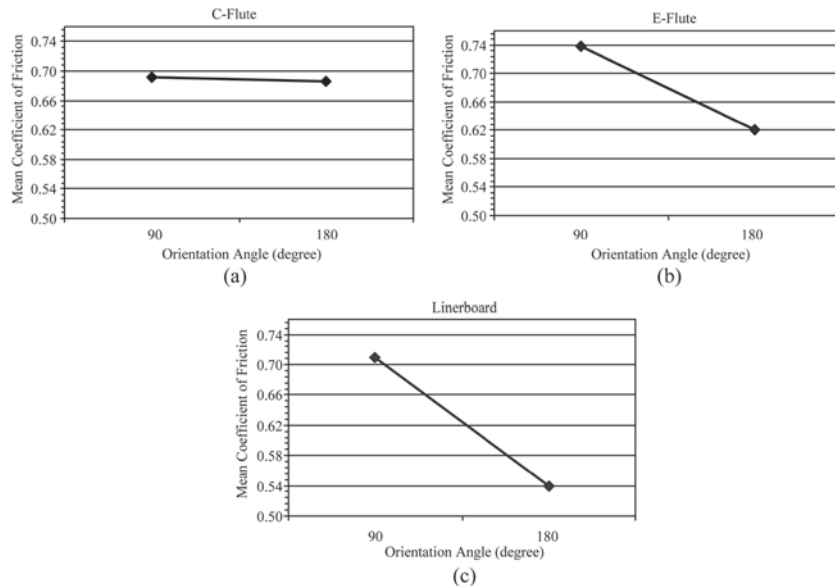 C-Flute
Mean Coefficient of Friction
0.74
0.70
0.66
0.62
0.58
0.54
0.50
90
180
Orientation Angle (degree)
(a)
E-Flute
Mean Coefficient of Friction
0.74
0.70
0.66
0.62
0.58
0.54
0.50
90
180
Orientation Angle (degree)
(b)
Linerboard
Mean Coefficient of Friction
0.74
0.70
0.66
0.62
0.58
0.54
0.50
90
180
Orientation Angle (degree)
(c)